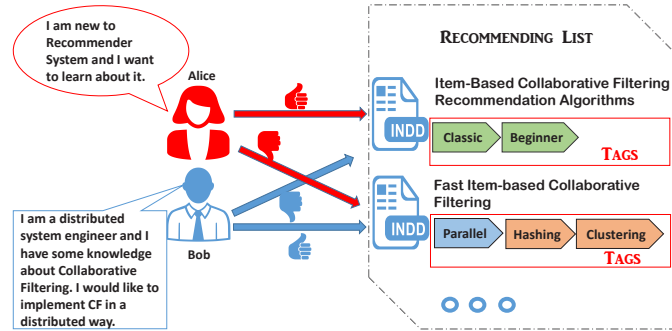 I am new to
Recommender
System and I want
to learn about it.
Alice
Bob
I am a distributed
system engineer and I
have some knowledge
about Collaborative
Filtering. I would like to
implement CF in a
distributed way.
RECOMMENDING LIST
INDD
Item-Based Collaborative Filtering
Recommendation Algorithms
Classic
Beginner
TAGS
INDD
Fast Item-based Collaborative
Filtering
Parallel
Hashing
Clustering
TAGS